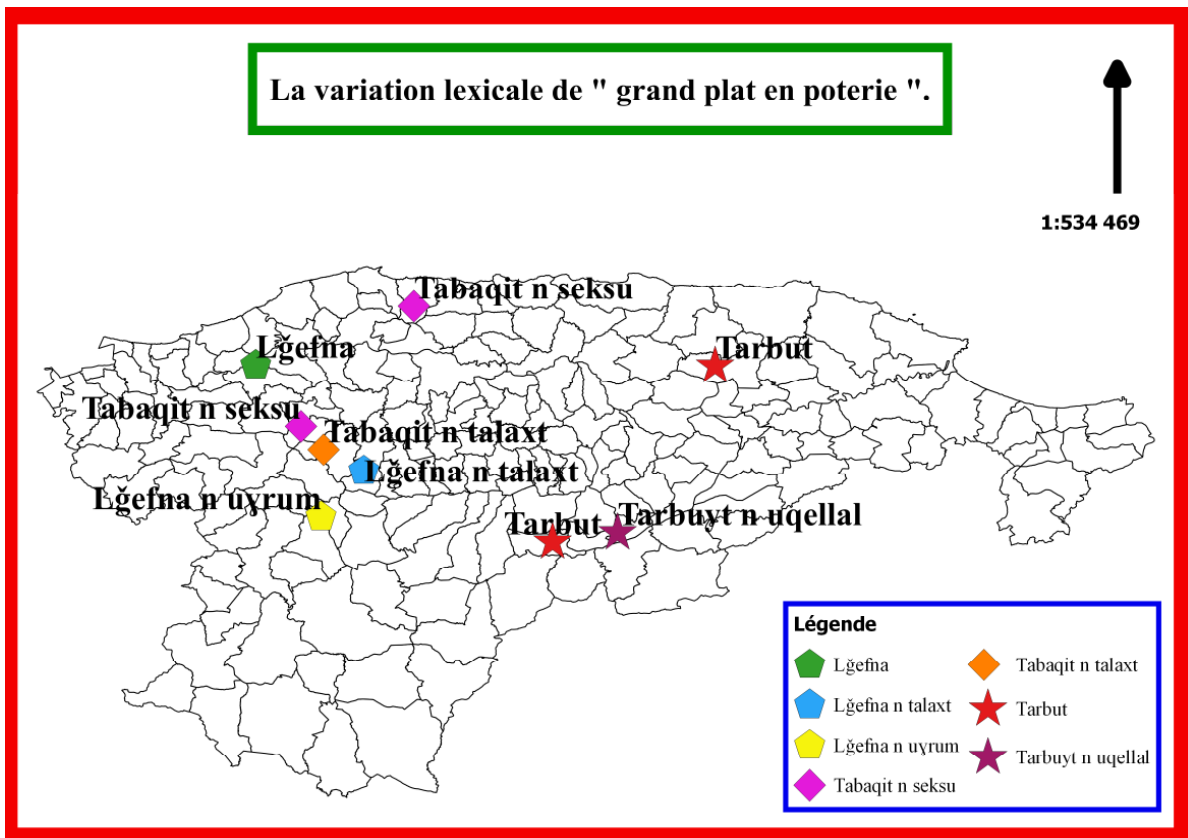 La variation lexicale de " grand plat en poterie ".
1:534 469
Tabaqit n seksu
Lğefna
Tarbut
Tabaqit n seksu
Tabaqit n talaxt
Lğefna n talaxt
Lğefna n uɣrum
Tarbut
Tarbuyt n uqellal
Légende
Lğefna
Lğefna n talaxt
Lğefna n uɣrum
Tabaqit n seksu
Tabaqit n talaxt
Tarbut
Tarbuyt n uqellal